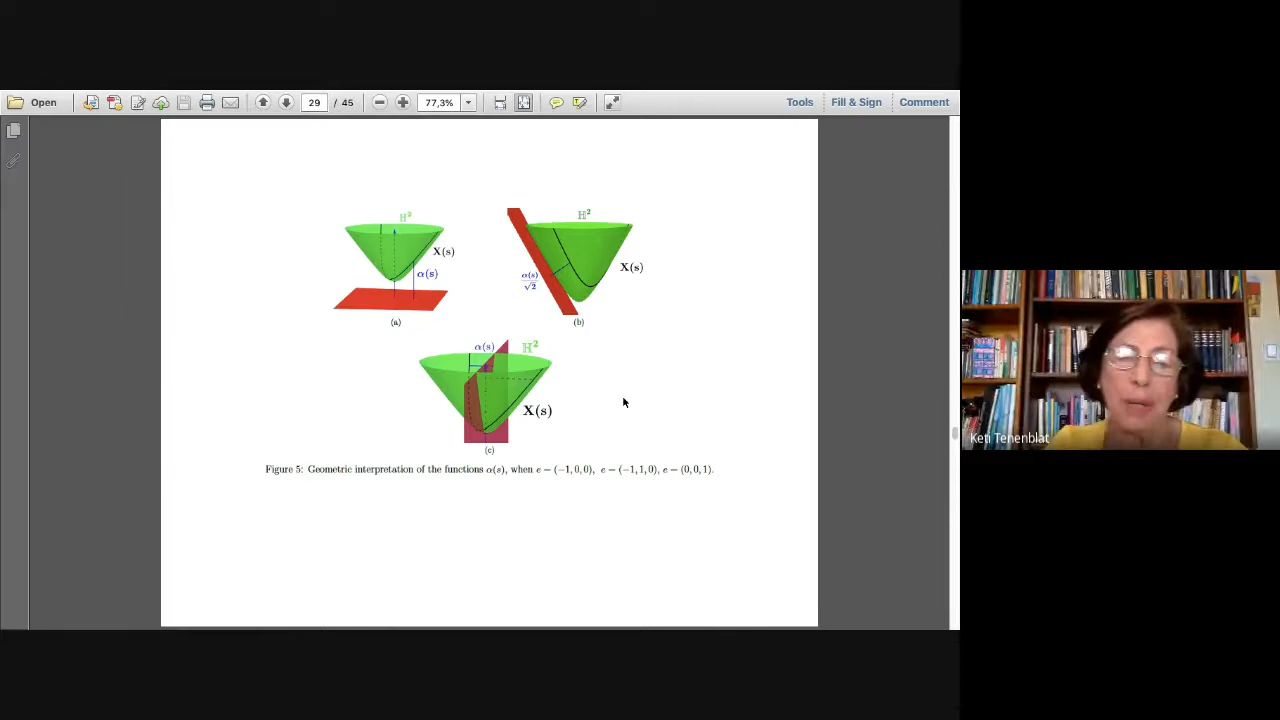 Open
29 / 45
77,3%
Tools
Fill & Sign
Comment
ℍ²
X(s)
α(s)
(a)
ℍ²
X(s)
α(s)
√2
(b)
α(s)
ℍ²
X(s)
(c)
Figure 5: Geometric interpretation of the functions α(s), when e = (−1, 0, 0), e = (−1, 1, 0), e = (0, 0, 1).
Keti Tenenblat